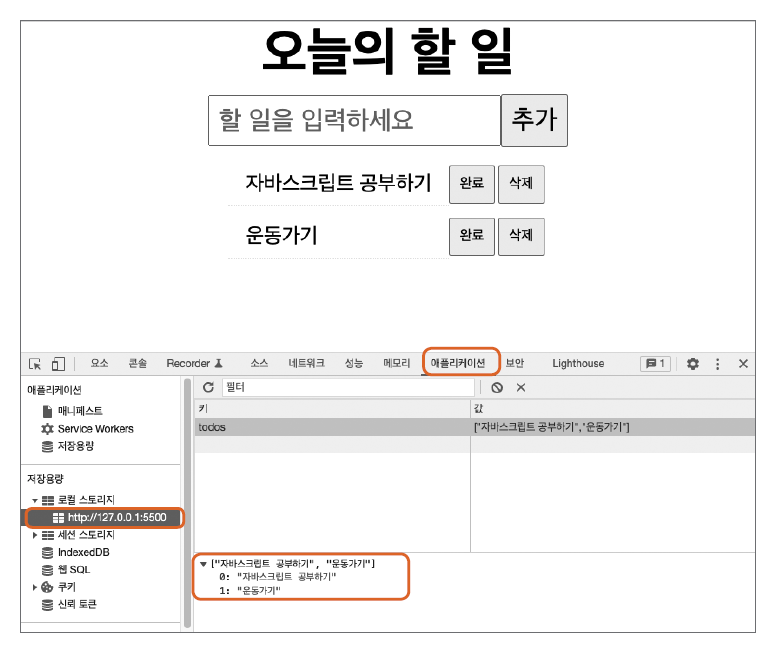 오늘의 할 일
할 일을 입력하세요 추가
자바스크립트 공부하기 완료 삭제
운동가기 완료 삭제
요소 콘솔 Recorder 소스 네트워크 성능 메모리 애플리케이션 보안 Lighthouse 1
애플리케이션
매니페스트
Service Workers
저장용량
저장용량
로컬 스토리지
http://127.0.0.1:5500
세션 스토리지
IndexedDB
웹 SQL
쿠키
신뢰 토큰
필터
키 값
todos ["자바스크립트 공부하기","운동가기"]
["자바스크립트 공부하기", "운동가기"]
0: "자바스크립트 공부하기"
1: "운동가기"